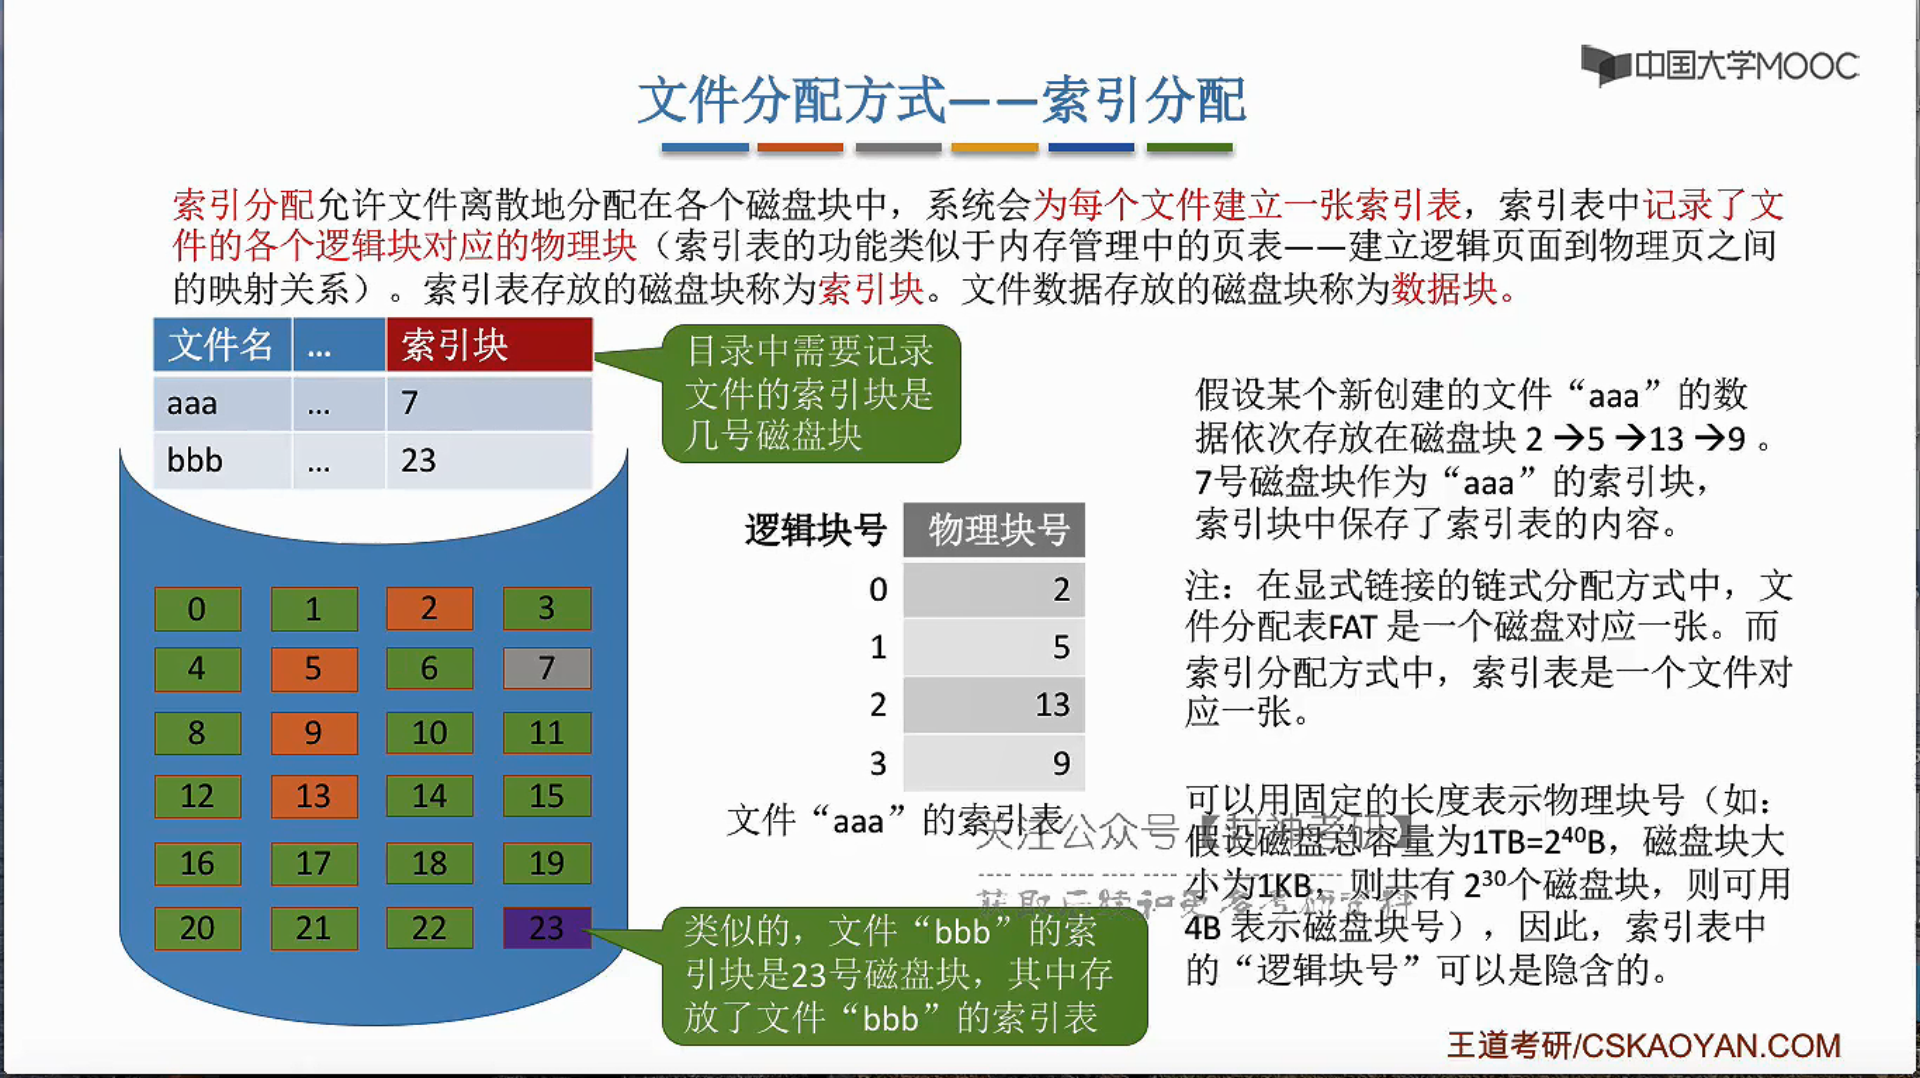 中国大学MOOC
文件分配方式——索引分配
索引分配允许文件离散地分配在各个磁盘块中，系统会为每个文件建立一张索引表，索引表中记录了文
件的各个逻辑块对应的物理块（索引表的功能类似于内存管理中的页表——建立逻辑页面到物理页之间
的映射关系）。索引表存放的磁盘块称为索引块。文件数据存放的磁盘块称为数据块。
文件名 ... 索引块
aaa ... 7
bbb ... 23
目录中需要记录
文件的索引块是
几号磁盘块
0 1 2 3
4 5 6 7
8 9 10 11
12 13 14 15
16 17 18 19
20 21 22 23
逻辑块号 物理块号
0 2
1 5
2 13
3 9
文件“aaa”的索引表
类似的，文件“bbb”的索
引块是23号磁盘块，其中存
放了文件“bbb”的索引表
假设某个新创建的文件“aaa”的数
据依次存放在磁盘块 2 →5 →13 →9 。
7号磁盘块作为“aaa”的索引块，
索引块中保存了索引表的内容。
注：在显式链接的链式分配方式中，文
件分配表FAT 是一个磁盘对应一张。而
索引分配方式中，索引表是一个文件对
应一张。
可以用固定的长度表示物理块号（如：
假设磁盘总容量为1TB=2⁴⁰B，磁盘块大
小为1KB，则共有 2³⁰个磁盘块，则可用
4B 表示磁盘块号），因此，索引表中
的“逻辑块号”可以是隐含的。
关注公众号【封神考研】
获取后续和更多考研资料
王道考研/CSKAOYAN.COM